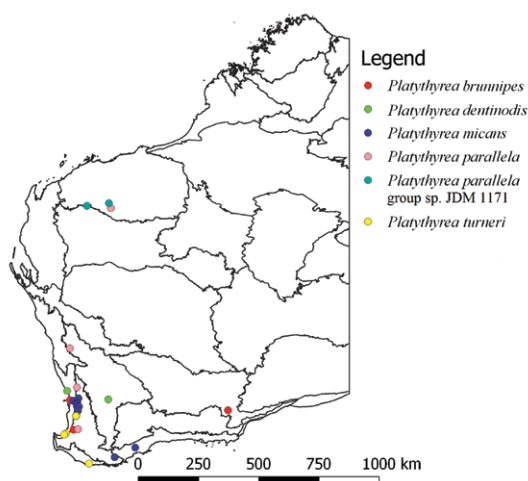 Legend
Platythyrea brunnipes
Platythyrea dentinodis
Platythyrea micans
Platythyrea parallela
Platythyrea parallela
group sp. JDM 1171
Platythyrea turneri
0 250 500 750 1000 km